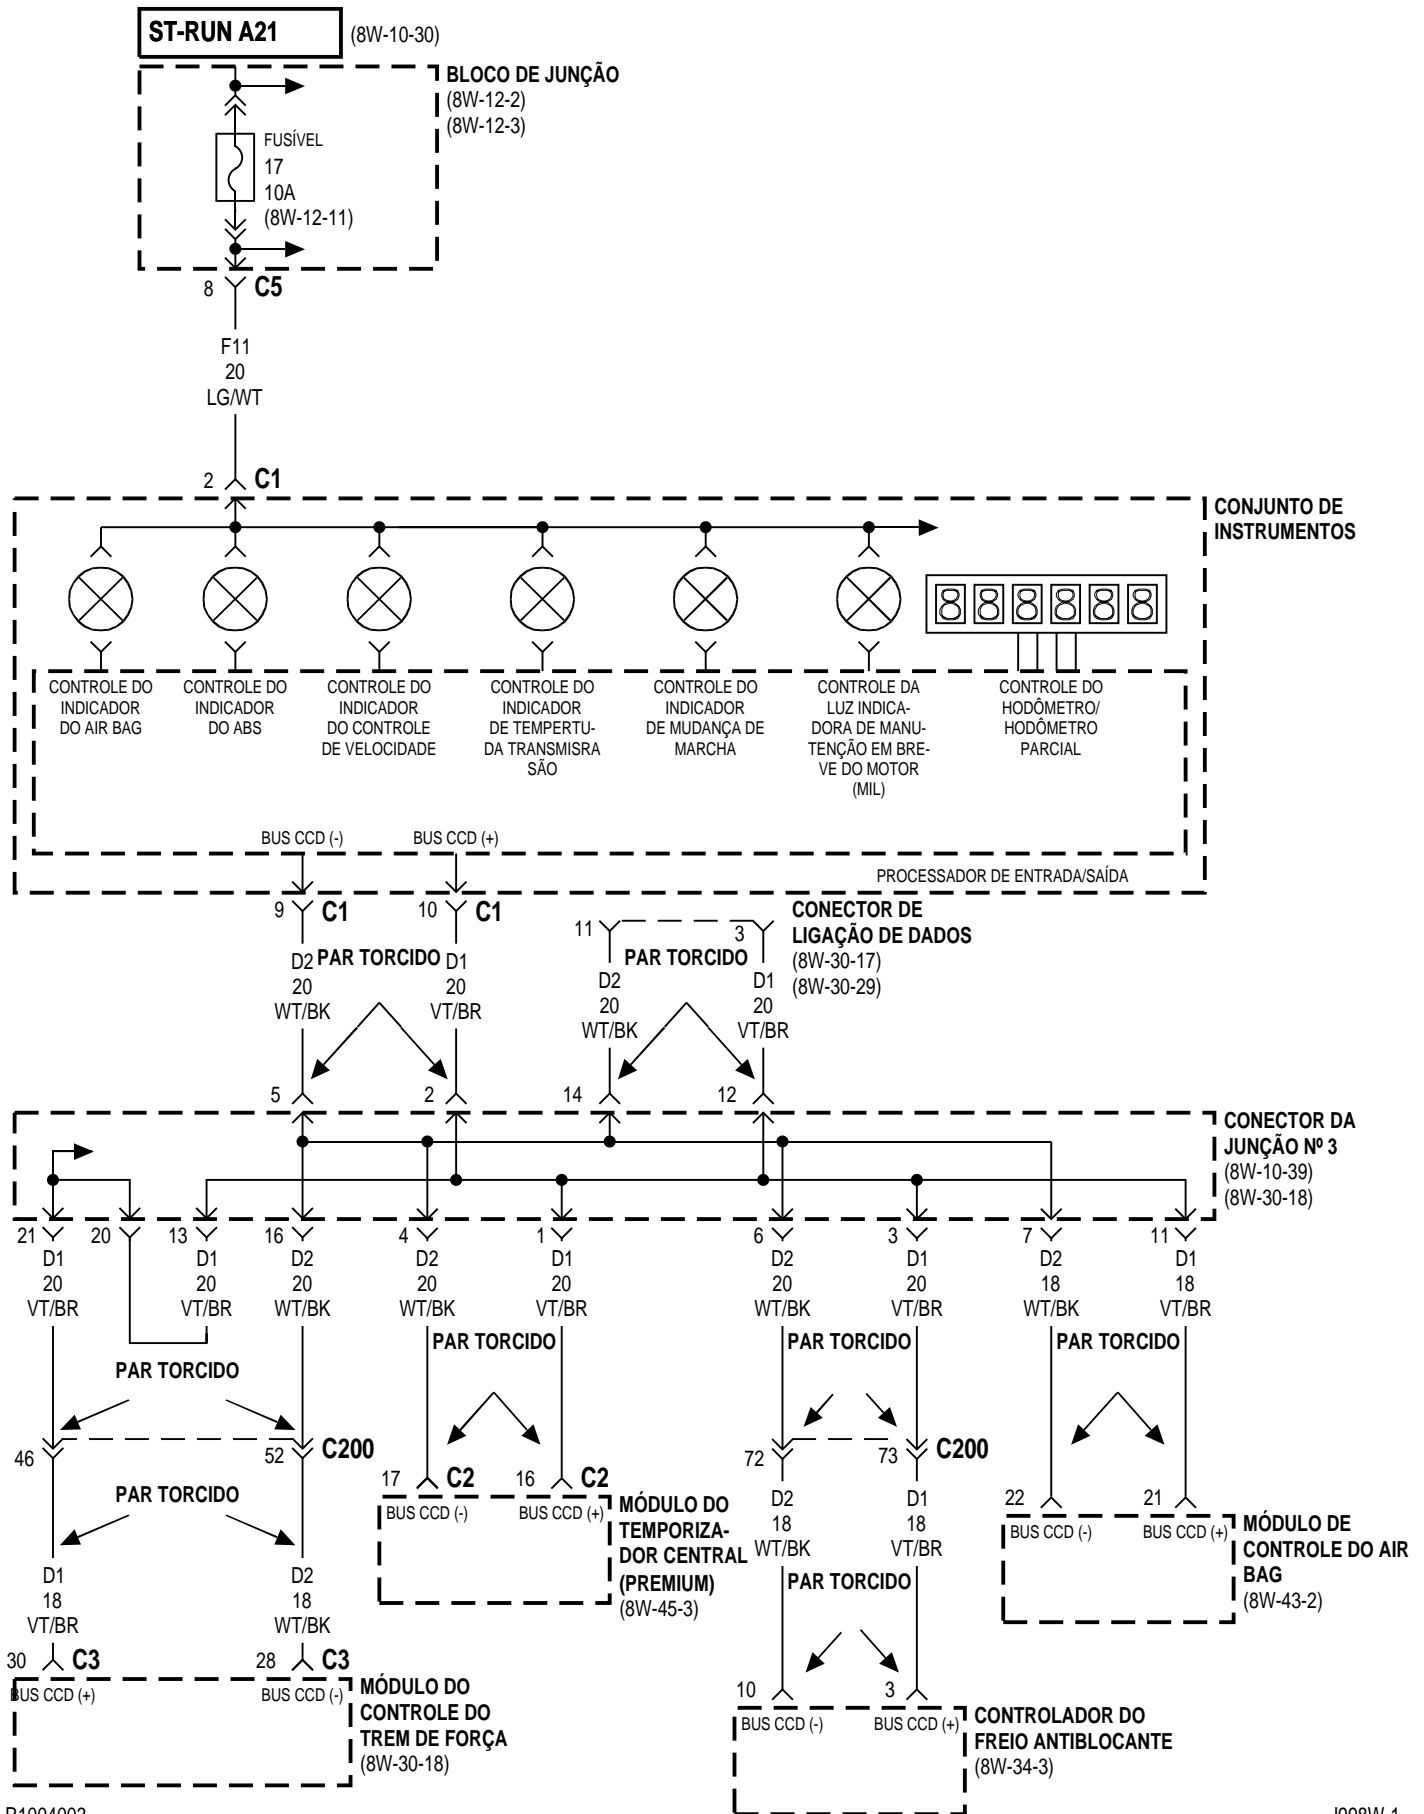 ST-RUN A21
(8W-10-30)
BLOCO DE JUNÇÃO
(8W-12-2)
(8W-12-3)
FUSÍVEL
17
10A
(8W-12-11)
8
C5
F11
20
LG/WT
2
C1
CONJUNTO DE
INSTRUMENTOS
8 8 8 8 8 8
CONTROLE DO
INDICADOR
DO AIR BAG
CONTROLE DO
INDICADOR
DO ABS
CONTROLE DO
INDICADOR
DO CONTROLE
DE VELOCIDADE
CONTROLE DO
INDICADOR
DE TEMPERTU-
DA TRANSMISRA
SÃO
CONTROLE DO
INDICADOR
DE MUDANÇA DE
MARCHA
CONTROLE DA
LUZ INDICA-
DORA DE MANU-
TENÇÃO EM BRE-
VE DO MOTOR
(MIL)
CONTROLE DO
HODÔMETRO/
HODÔMETRO
PARCIAL
BUS CCD (-)
BUS CCD (+)
PROCESSADOR DE ENTRADA/SAÍDA
9
C1
10
C1
11
3
CONECTOR DE
LIGAÇÃO DE DADOS
(8W-30-17)
(8W-30-29)
D2
20
WT/BK
PAR TORCIDO
D1
20
VT/BR
D2
20
WT/BK
PAR TORCIDO
D1
20
VT/BR
5
2
14
12
CONECTOR DA
JUNÇÃO Nº 3
(8W-10-39)
(8W-30-18)
21
D1
20
VT/BR
20
13
D1
20
VT/BR
16
D2
20
WT/BK
4
D2
20
WT/BK
1
D1
20
VT/BR
6
D2
20
WT/BK
3
D1
20
VT/BR
7
D2
18
WT/BK
11
D1
18
VT/BR
PAR TORCIDO
PAR TORCIDO
PAR TORCIDO
PAR TORCIDO
46
52
C200
72
73
C200
PAR TORCIDO
17
C2
16
C2
BUS CCD (-)
BUS CCD (+)
MÓDULO DO
TEMPORIZA-
DOR CENTRAL
(PREMIUM)
(8W-45-3)
D2
18
WT/BK
D1
18
VT/BR
PAR TORCIDO
22
21
BUS CCD (-)
BUS CCD (+)
MÓDULO DE
CONTROLE DO AIR
BAG
(8W-43-2)
D1
18
VT/BR
D2
18
WT/BK
30
C3
28
C3
BUS CCD (+)
BUS CCD (-)
MÓDULO DO
CONTROLE DO
TREM DE FORÇA
(8W-30-18)
10
3
BUS CCD (-)
BUS CCD (+)
CONTROLADOR DO
FREIO ANTIBLOCANTE
(8W-34-3)